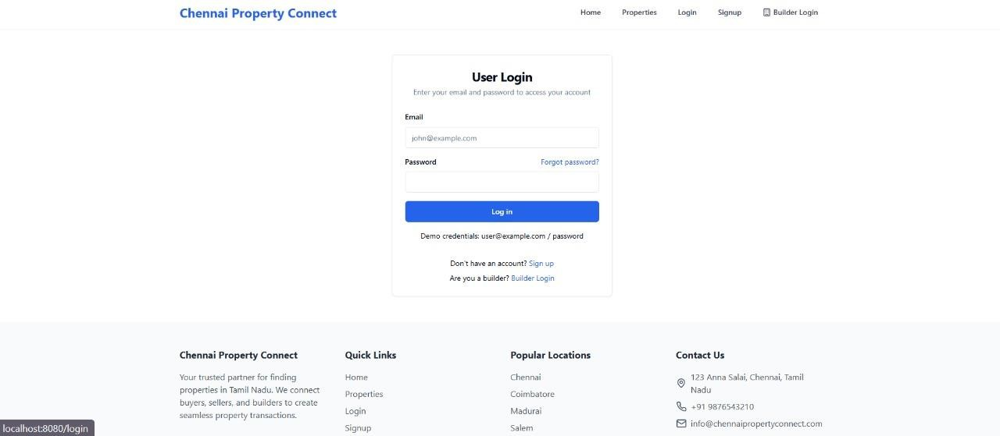 Chennai Property Connect
Home Properties Login Signup Builder Login
User Login
Enter your email and password to access your account
Email
john@example.com
Password Forgot password?
Log in
Demo credentials: user@example.com / password
Don't have an account? Sign up
Are you a builder? Builder Login
Chennai Property Connect
Your trusted partner for finding
properties in Tamil Nadu. We connect
buyers, sellers, and builders to create
seamless property transactions.
Quick Links
Home
Properties
Login
Signup
Popular Locations
Chennai
Coimbatore
Madurai
Salem
Contact Us
123 Anna Salai, Chennai, Tamil
Nadu
+91 9876543210
info@chennaipropertyconnect.com
localhost:8080/login